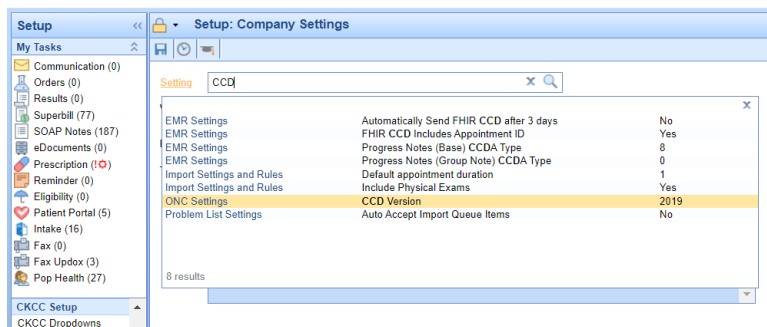 Setup
Setup: Company Settings
My Tasks
Communication (0)
Orders (0)
Results (0)
Superbill (77)
SOAP Notes (187)
eDocuments (0)
Prescription (!)
Reminder (0)
Eligibility (0)
Patient Portal (5)
Intake (16)
Fax (0)
Fax Updox (3)
Pop Health (27)
CKCC Setup
CKCC Dropdowns
Setting CCD
EMR Settings Automatically Send FHIR CCD after 3 days No
EMR Settings FHIR CCD Includes Appointment ID Yes
EMR Settings Progress Notes (Base) CCDA Type 8
EMR Settings Progress Notes (Group Note) CCDA Type 0
Import Settings and Rules Default appointment duration 1
Import Settings and Rules Include Physical Exams Yes
ONC Settings CCD Version 2019
Problem List Settings Auto Accept Import Queue Items No
8 results